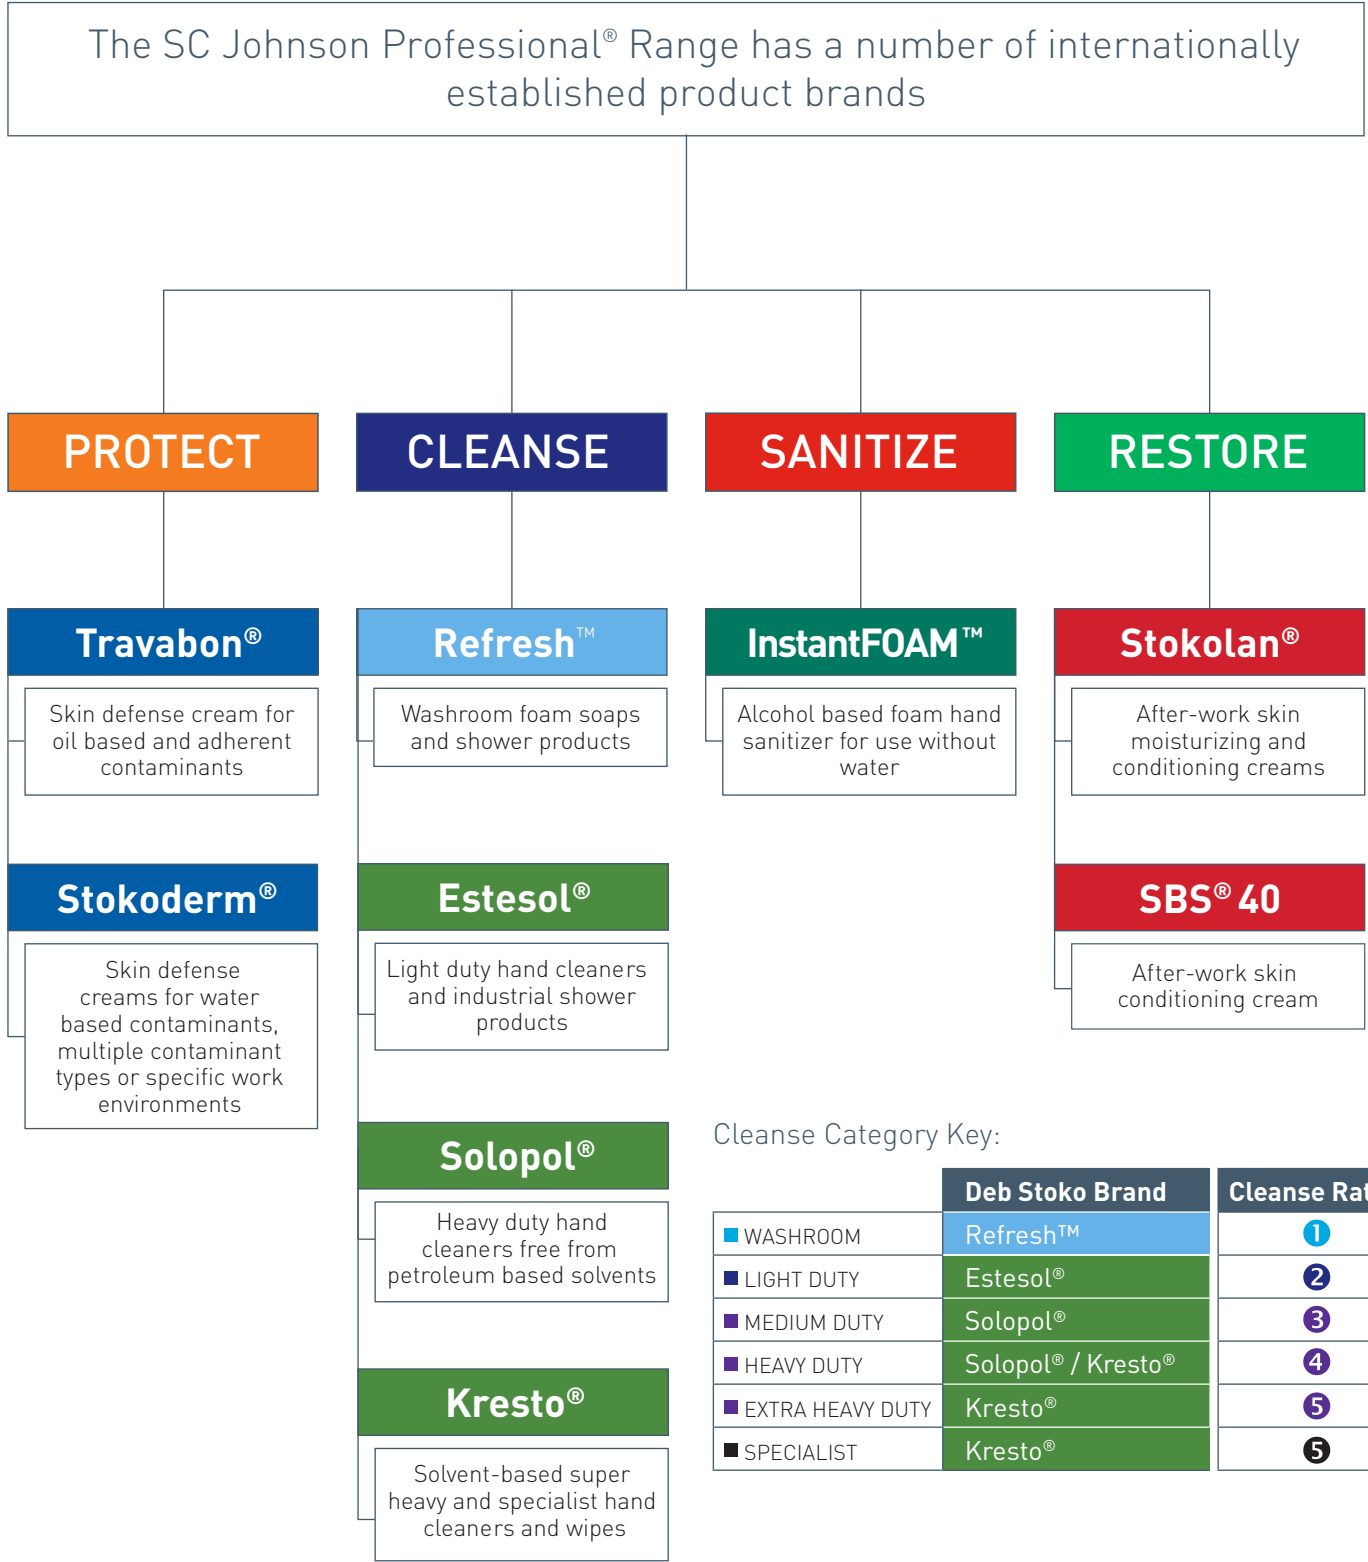 The SC Johnson Professional® Range has a number of internationally
established product brands
PROTECT
CLEANSE
SANITIZE
RESTORE
Travabon®
Skin defense cream for
oil based and adherent
contaminants
Stokoderm®
Skin defense
creams for water
based contaminants,
multiple contaminant
types or specific work
environments
Refresh™
Washroom foam soaps
and shower products
Estesol®
Light duty hand cleaners
and industrial shower
products
Solopol®
Heavy duty hand
cleaners free from
petroleum based solvents
Kresto®
Solvent-based super
heavy and specialist hand
cleaners and wipes
InstantFOAM™
Alcohol based foam hand
sanitizer for use without
water
Stokolan®
After-work skin
moisturizing and
conditioning creams
SBS® 40
After-work skin
conditioning cream
Cleanse Category Key:
Deb Stoko Brand Cleanse Rat
WASHROOM Refresh™ 1
LIGHT DUTY Estesol® 2
MEDIUM DUTY Solopol® 3
HEAVY DUTY Solopol® / Kresto® 4
EXTRA HEAVY DUTY Kresto® 5
SPECIALIST Kresto® 5